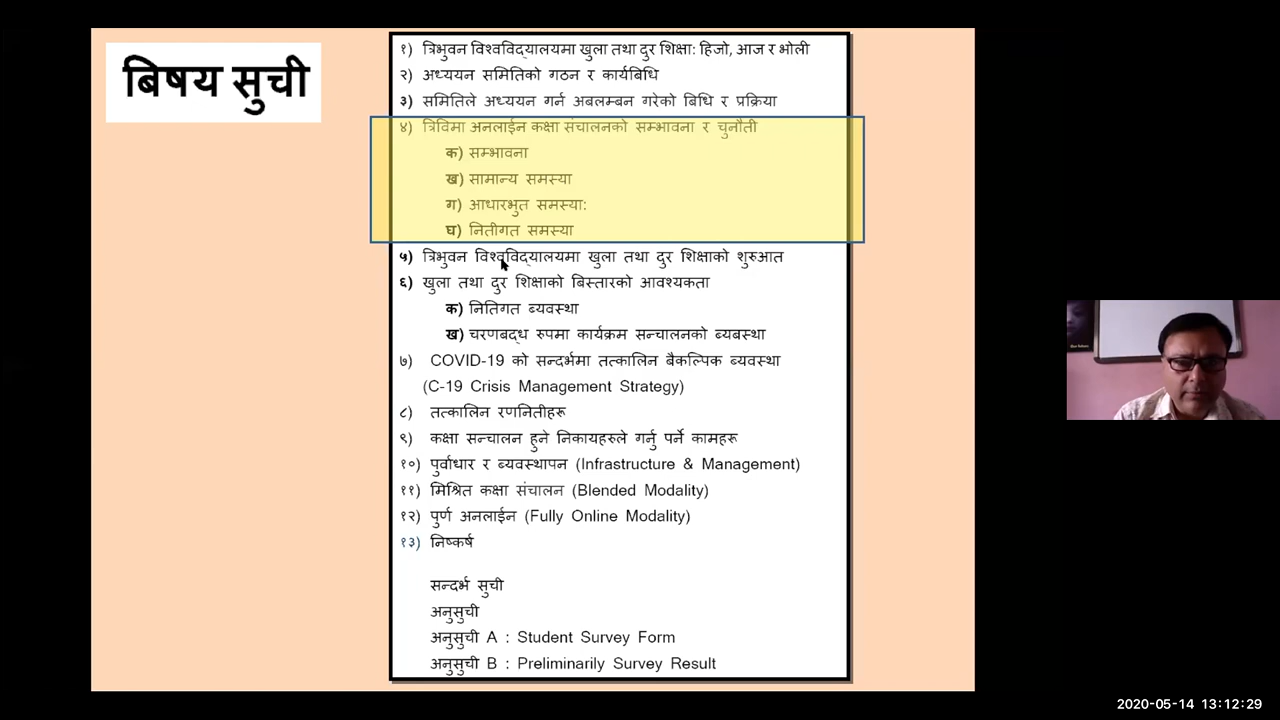 बिषय सुची
१) त्रिभुवन विश्वविद्यालयमा खुला तथा दुर शिक्षा: हिजो, आज र भोली
२) अध्ययन समितिको गठन र कार्यबिधि
३) समितिले अध्ययन गर्न अबलम्बन गरेको बिधि र प्रक्रिया
४) त्रिविमा अनलाईन कक्षा संचालनको सम्भावना र चुनौती
क) सम्भावना
ख) सामान्य समस्या
ग) आधारभुत समस्या:
घ) नितीगत समस्या
५) त्रिभुवन विश्वविद्यालयमा खुला तथा दुर शिक्षाको शुरुआत
६) खुला तथा दुर शिक्षाको बिस्तारको आवश्यकता
क) नितिगत ब्यवस्था
ख) चरणबद्ध रुपमा कार्यक्रम सन्चालनको ब्यबस्था
७) COVID-19 को सन्दर्भमा तत्कालिन बैकल्पिक ब्यवस्था
(C-19 Crisis Management Strategy)
८) तत्कालिन रणनितीहरू
९) कक्षा सन्चालन हुने निकायहरुले गर्नु पर्ने कामहरू
१०) पुर्वाधार र ब्यवस्थापन (Infrastructure & Management)
११) मिश्रित कक्षा संचालन (Blended Modality)
१२) पुर्ण अनलाईन (Fully Online Modality)
१३) निष्कर्ष
सन्दर्भ सुची
अनुसुची
अनुसुची A : Student Survey Form
अनुसुची B : Preliminarily Survey Result
2020-05-14 13:12:29